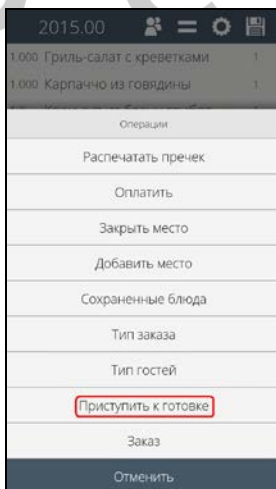 2015.00
1.000 Гриль-салат с креветками 1
1.000 Карпаччо из говядины 1
Операции
Распечатать пречек
Оплатить
Закрыть место
Добавить место
Сохраненные блюда
Тип заказа
Тип гостей
Приступить к готовке
Заказ
Отменить